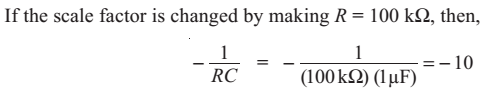 If the scale factor is changed by making R = 100 kΩ, then,
− 1/RC = − 1/((100 kΩ) (1 μF)) = − 10